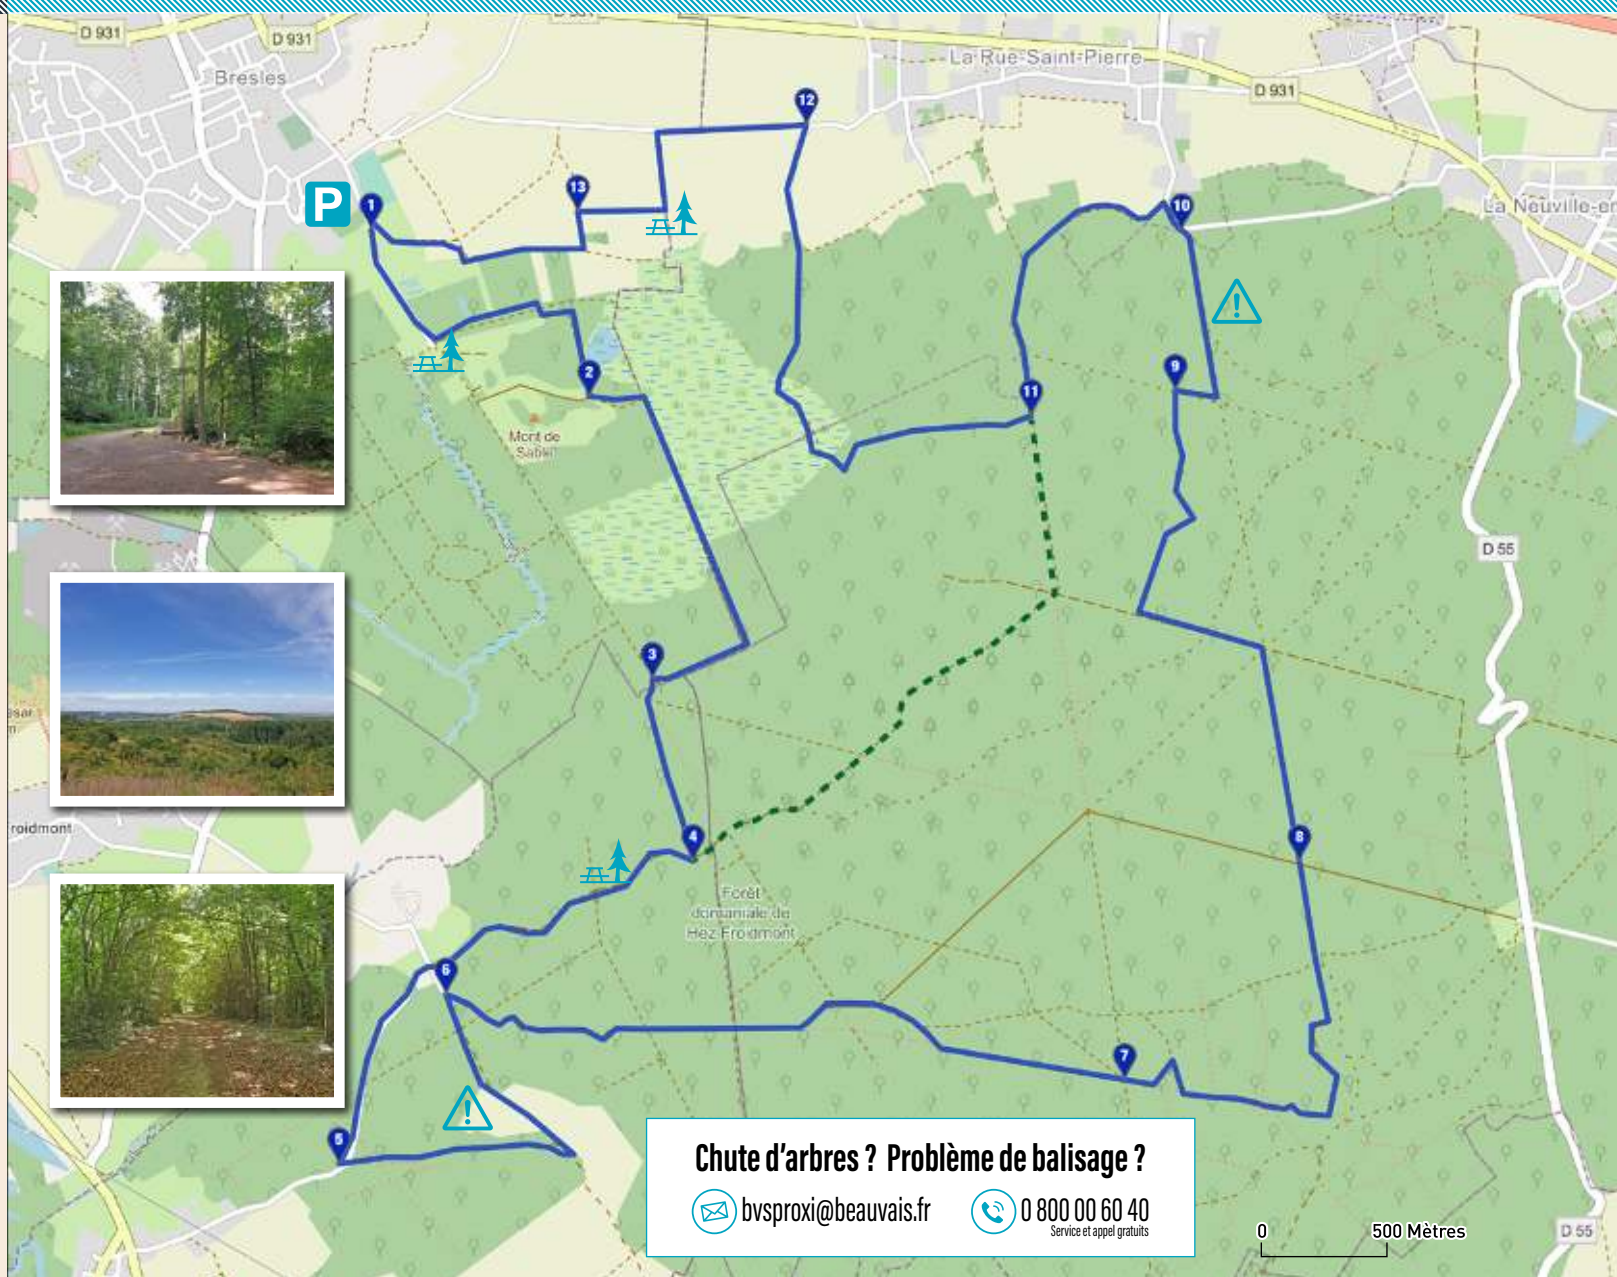 D 931
D 931
D 931
Bresles
La Rue-Saint-Pierre
D 931
12
P
1
13
10
La Neuville-en
2
9
11
Mont de
Sable
D 55
3
4
8
roidmont
Forêt
domaniale de
Hez Froidmont
6
7
5
Chute d'arbres ? Problème de balisage ?
bvsproxi@beauvais.fr
0 800 00 60 40
Service et appel gratuits
0 500 Mètres
D 55